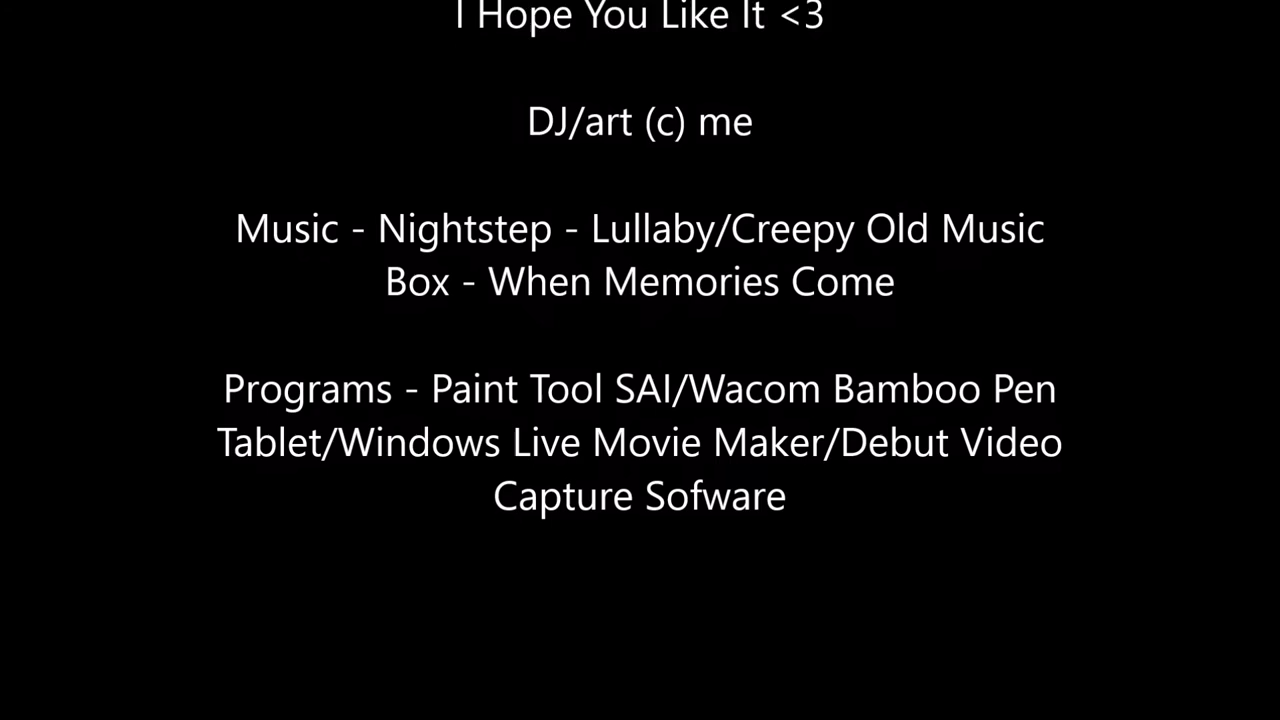 I Hope You Like It <3
DJ/art (c) me
Music - Nightstep - Lullaby/Creepy Old Music
Box - When Memories Come
Programs - Paint Tool SAI/Wacom Bamboo Pen
Tablet/Windows Live Movie Maker/Debut Video
Capture Sofware